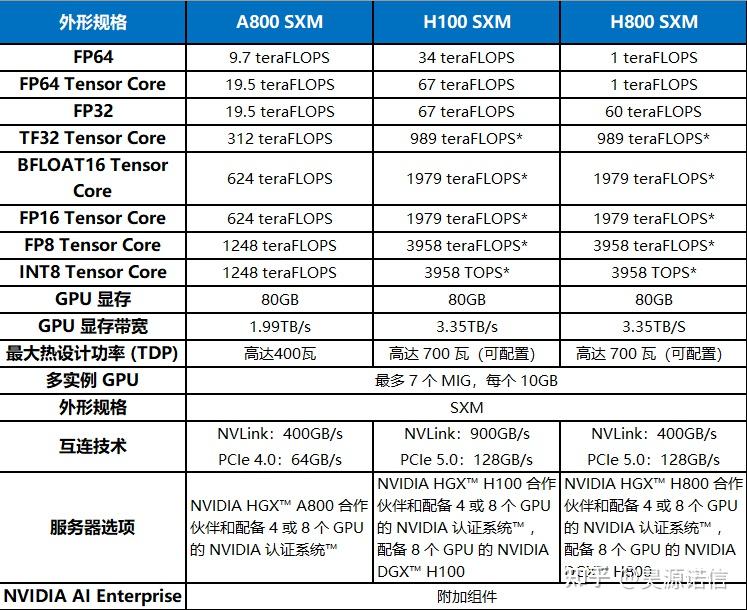 外形规格 A800 SXM H100 SXM H800 SXM
FP64 9.7 teraFLOPS 34 teraFLOPS 1 teraFLOPS
FP64 Tensor Core 19.5 teraFLOPS 67 teraFLOPS 1 teraFLOPS
FP32 19.5 teraFLOPS 67 teraFLOPS 60 teraFLOPS
TF32 Tensor Core 312 teraFLOPS 989 teraFLOPS* 989 teraFLOPS*
BFLOAT16 Tensor
Core
624 teraFLOPS 1979 teraFLOPS* 1979 teraFLOPS*
FP16 Tensor Core 624 teraFLOPS 1979 teraFLOPS* 1979 teraFLOPS*
FP8 Tensor Core 1248 teraFLOPS 3958 teraFLOPS* 3958 teraFLOPS*
INT8 Tensor Core 1248 teraFLOPS 3958 TOPS* 3958 TOPS*
GPU 显存 80GB 80GB 80GB
GPU 显存带宽 1.99TB/s 3.35TB/s 3.35TB/S
最大热设计功率 (TDP) 高达400瓦 高达 700 瓦 (可配置) 高达 700 瓦 (可配置)
多实例 GPU 最多 7 个 MIG，每个 10GB
外形规格 SXM
互连技术
NVLink：400GB/s
PCIe 4.0：64GB/s
NVLink：900GB/s
PCIe 5.0：128GB/s
NVLink：400GB/s
PCIe 5.0：128GB/s
服务器选项
NVIDIA HGX™ A800 合作
伙伴和配备 4 或 8 个 GPU
的 NVIDIA 认证系统™
NVIDIA HGX™ H100 合作
伙伴和配备 4 或 8 个 GPU
的 NVIDIA 认证系统™，
配备 8 个 GPU 的 NVIDIA
DGX™ H100
NVIDIA HGX™ H800 合作
伙伴和配备 4 或 8 个 GPU
的 NVIDIA 认证系统™，
配备 8 个 GPU 的 NVIDIA
DGX™ H800
NVIDIA AI Enterprise 附加组件
知乎 @昊源诺信